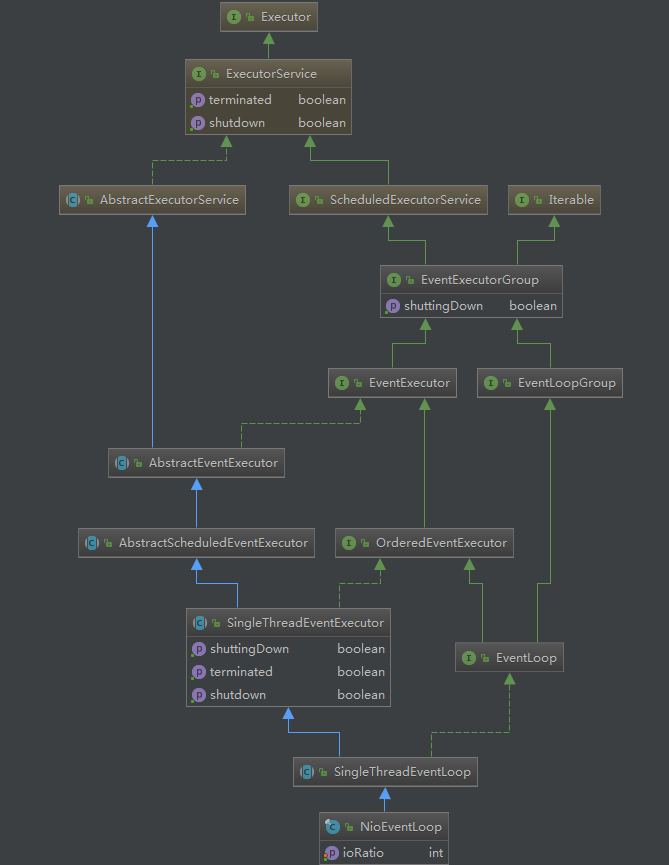 I Executor
I ExecutorService
p terminated boolean
p shutdown boolean
C AbstractExecutorService
I ScheduledExecutorService
I Iterable
I EventExecutorGroup
p shuttingDown boolean
I EventExecutor
I EventLoopGroup
C AbstractEventExecutor
C AbstractScheduledEventExecutor
I OrderedEventExecutor
C SingleThreadEventExecutor
p shuttingDown boolean
p terminated boolean
p shutdown boolean
I EventLoop
C SingleThreadEventLoop
C NioEventLoop
p ioRatio int